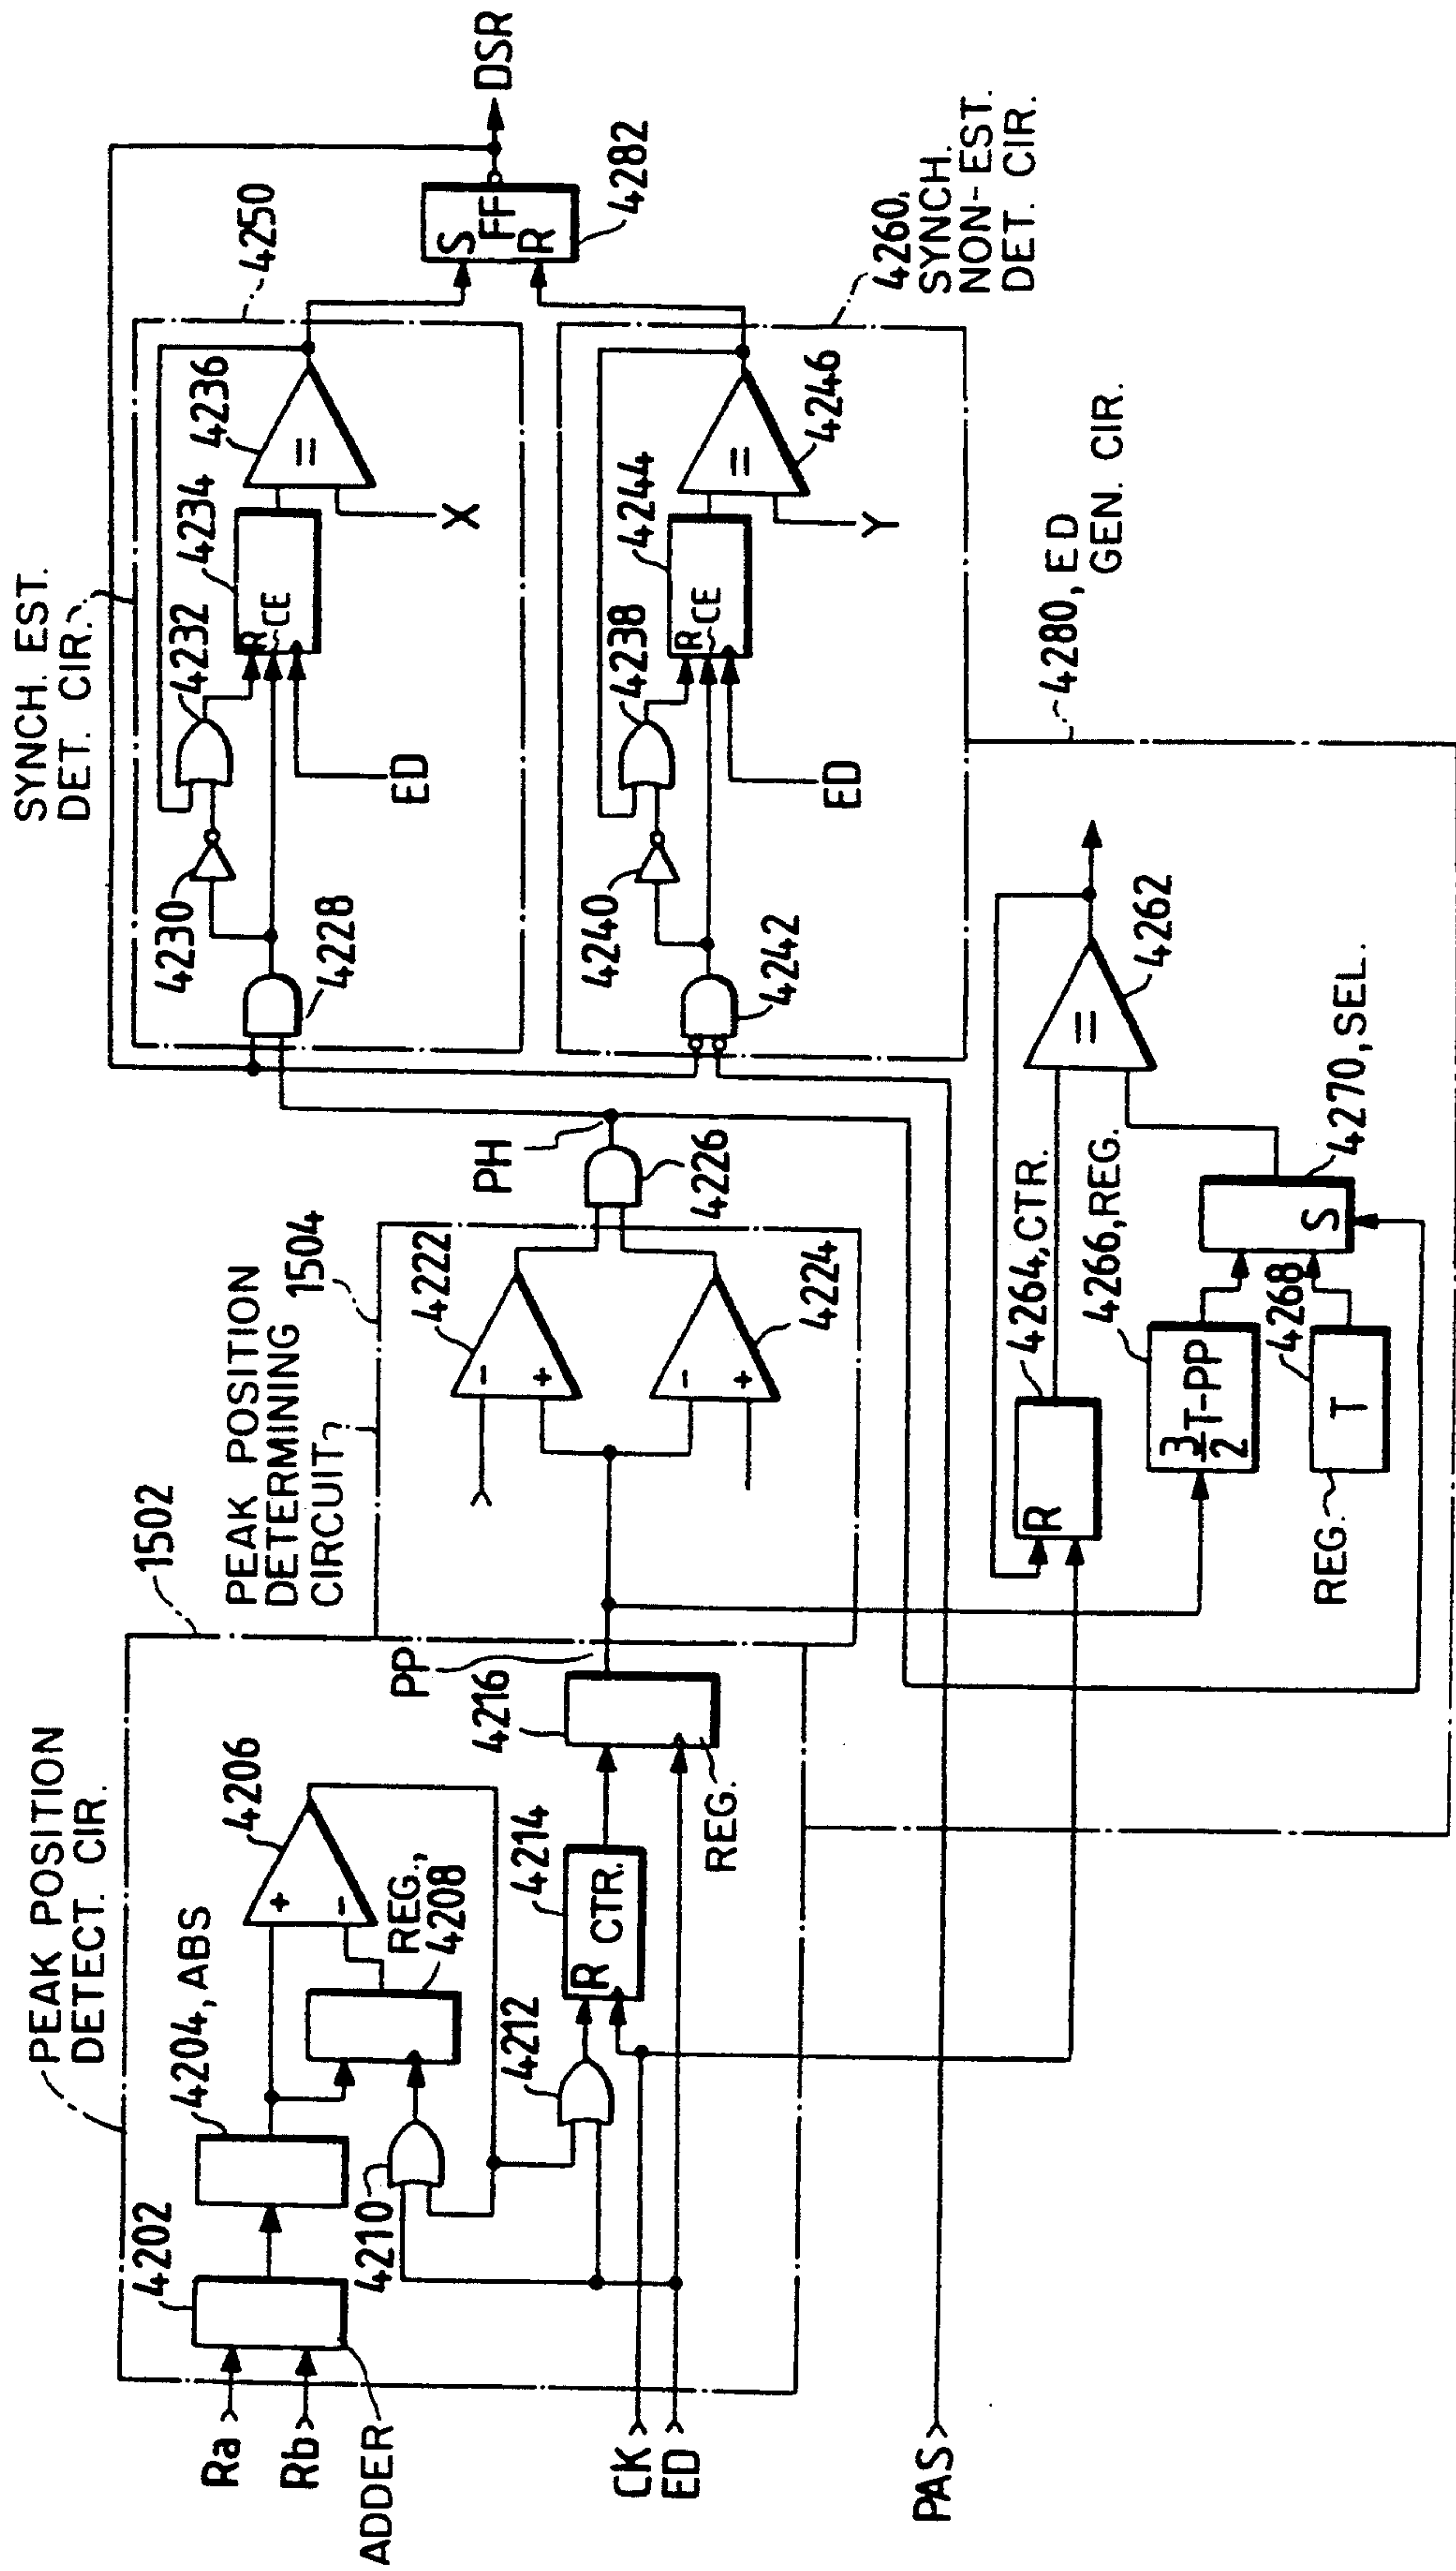 PEAK POSITION
DETECT. CIR.
1502
4202
4204, ABS
4206
REG.,
4208
4210
4212
4214
R
CTR.
4216
REG.
PP
Ra
Rb
ADDER
CK
ED
PAS
+
-
PEAK POSITION
DETERMINING
CIRCUIT
1504
4222
-
+
4224
-
+
PH
4226
SYNCH. EST.
DET. CIR.
4250
4228
4230
4232
4234
R
CE
ED
4236
=
X
4240
4242
4238
4244
R
CE
ED
4246
=
Y
4260,
SYNCH.
NON-EST.
DET. CIR.
S
FF
R
4282
DSR
4280, ED
GEN. CIR.
4264, CTR.
R
4266, REG.
3/2 T-PP
4268
T
REG.
4270, SEL.
S
4262
=